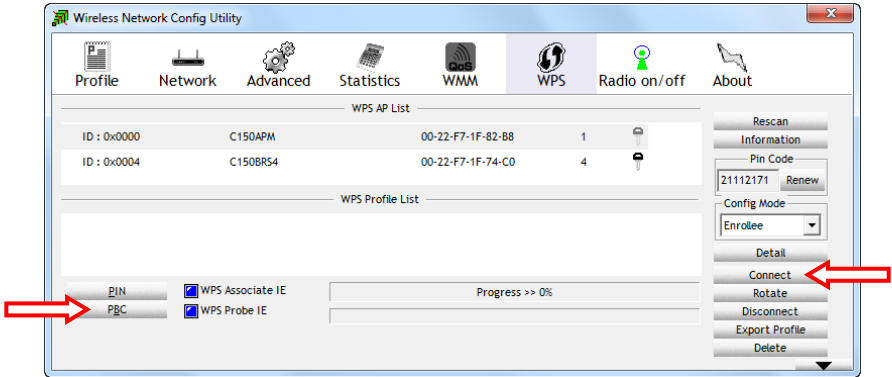 Wireless Network Config Utility
Profile Network Advanced Statistics QoS WMM WPS Radio on/off About
WPS AP List
ID : 0x0000 C150APM 00-22-F7-1F-82-B8 1
ID : 0x0004 C150BRS4 00-22-F7-1F-74-C0 4
WPS Profile List
PIN WPS Associate IE Progress >> 0%
PBC WPS Probe IE
Rescan
Information
Pin Code
21112171 Renew
Config Mode
Enrollee
Detail
Connect
Rotate
Disconnect
Export Profile
Delete